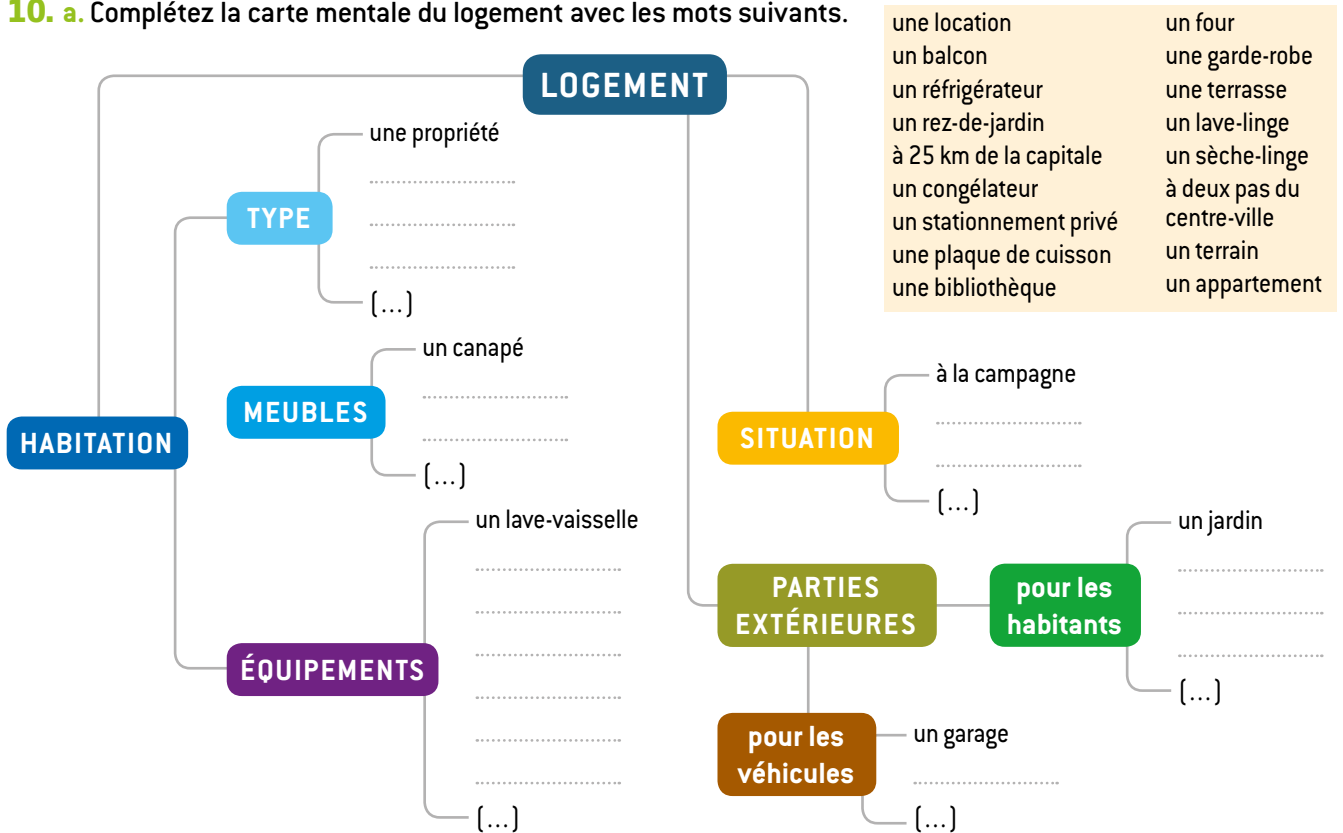 10. a. Complétez la carte mentale du logement avec les mots suivants.
une location
un balcon
un réfrigérateur
un rez-de-jardin
à 25 km de la capitale
un congélateur
un stationnement privé
une plaque de cuisson
une bibliothèque
un four
une garde-robe
une terrasse
un lave-linge
un sèche-linge
à deux pas du
centre-ville
un terrain
un appartement
LOGEMENT
HABITATION
TYPE
une propriété
(...)
MEUBLES
un canapé
(...)
ÉQUIPEMENTS
un lave-vaisselle
(...)
SITUATION
à la campagne
(...)
PARTIES
EXTÉRIEURES
pour les
habitants
un jardin
(...)
pour les
véhicules
un garage
(...)